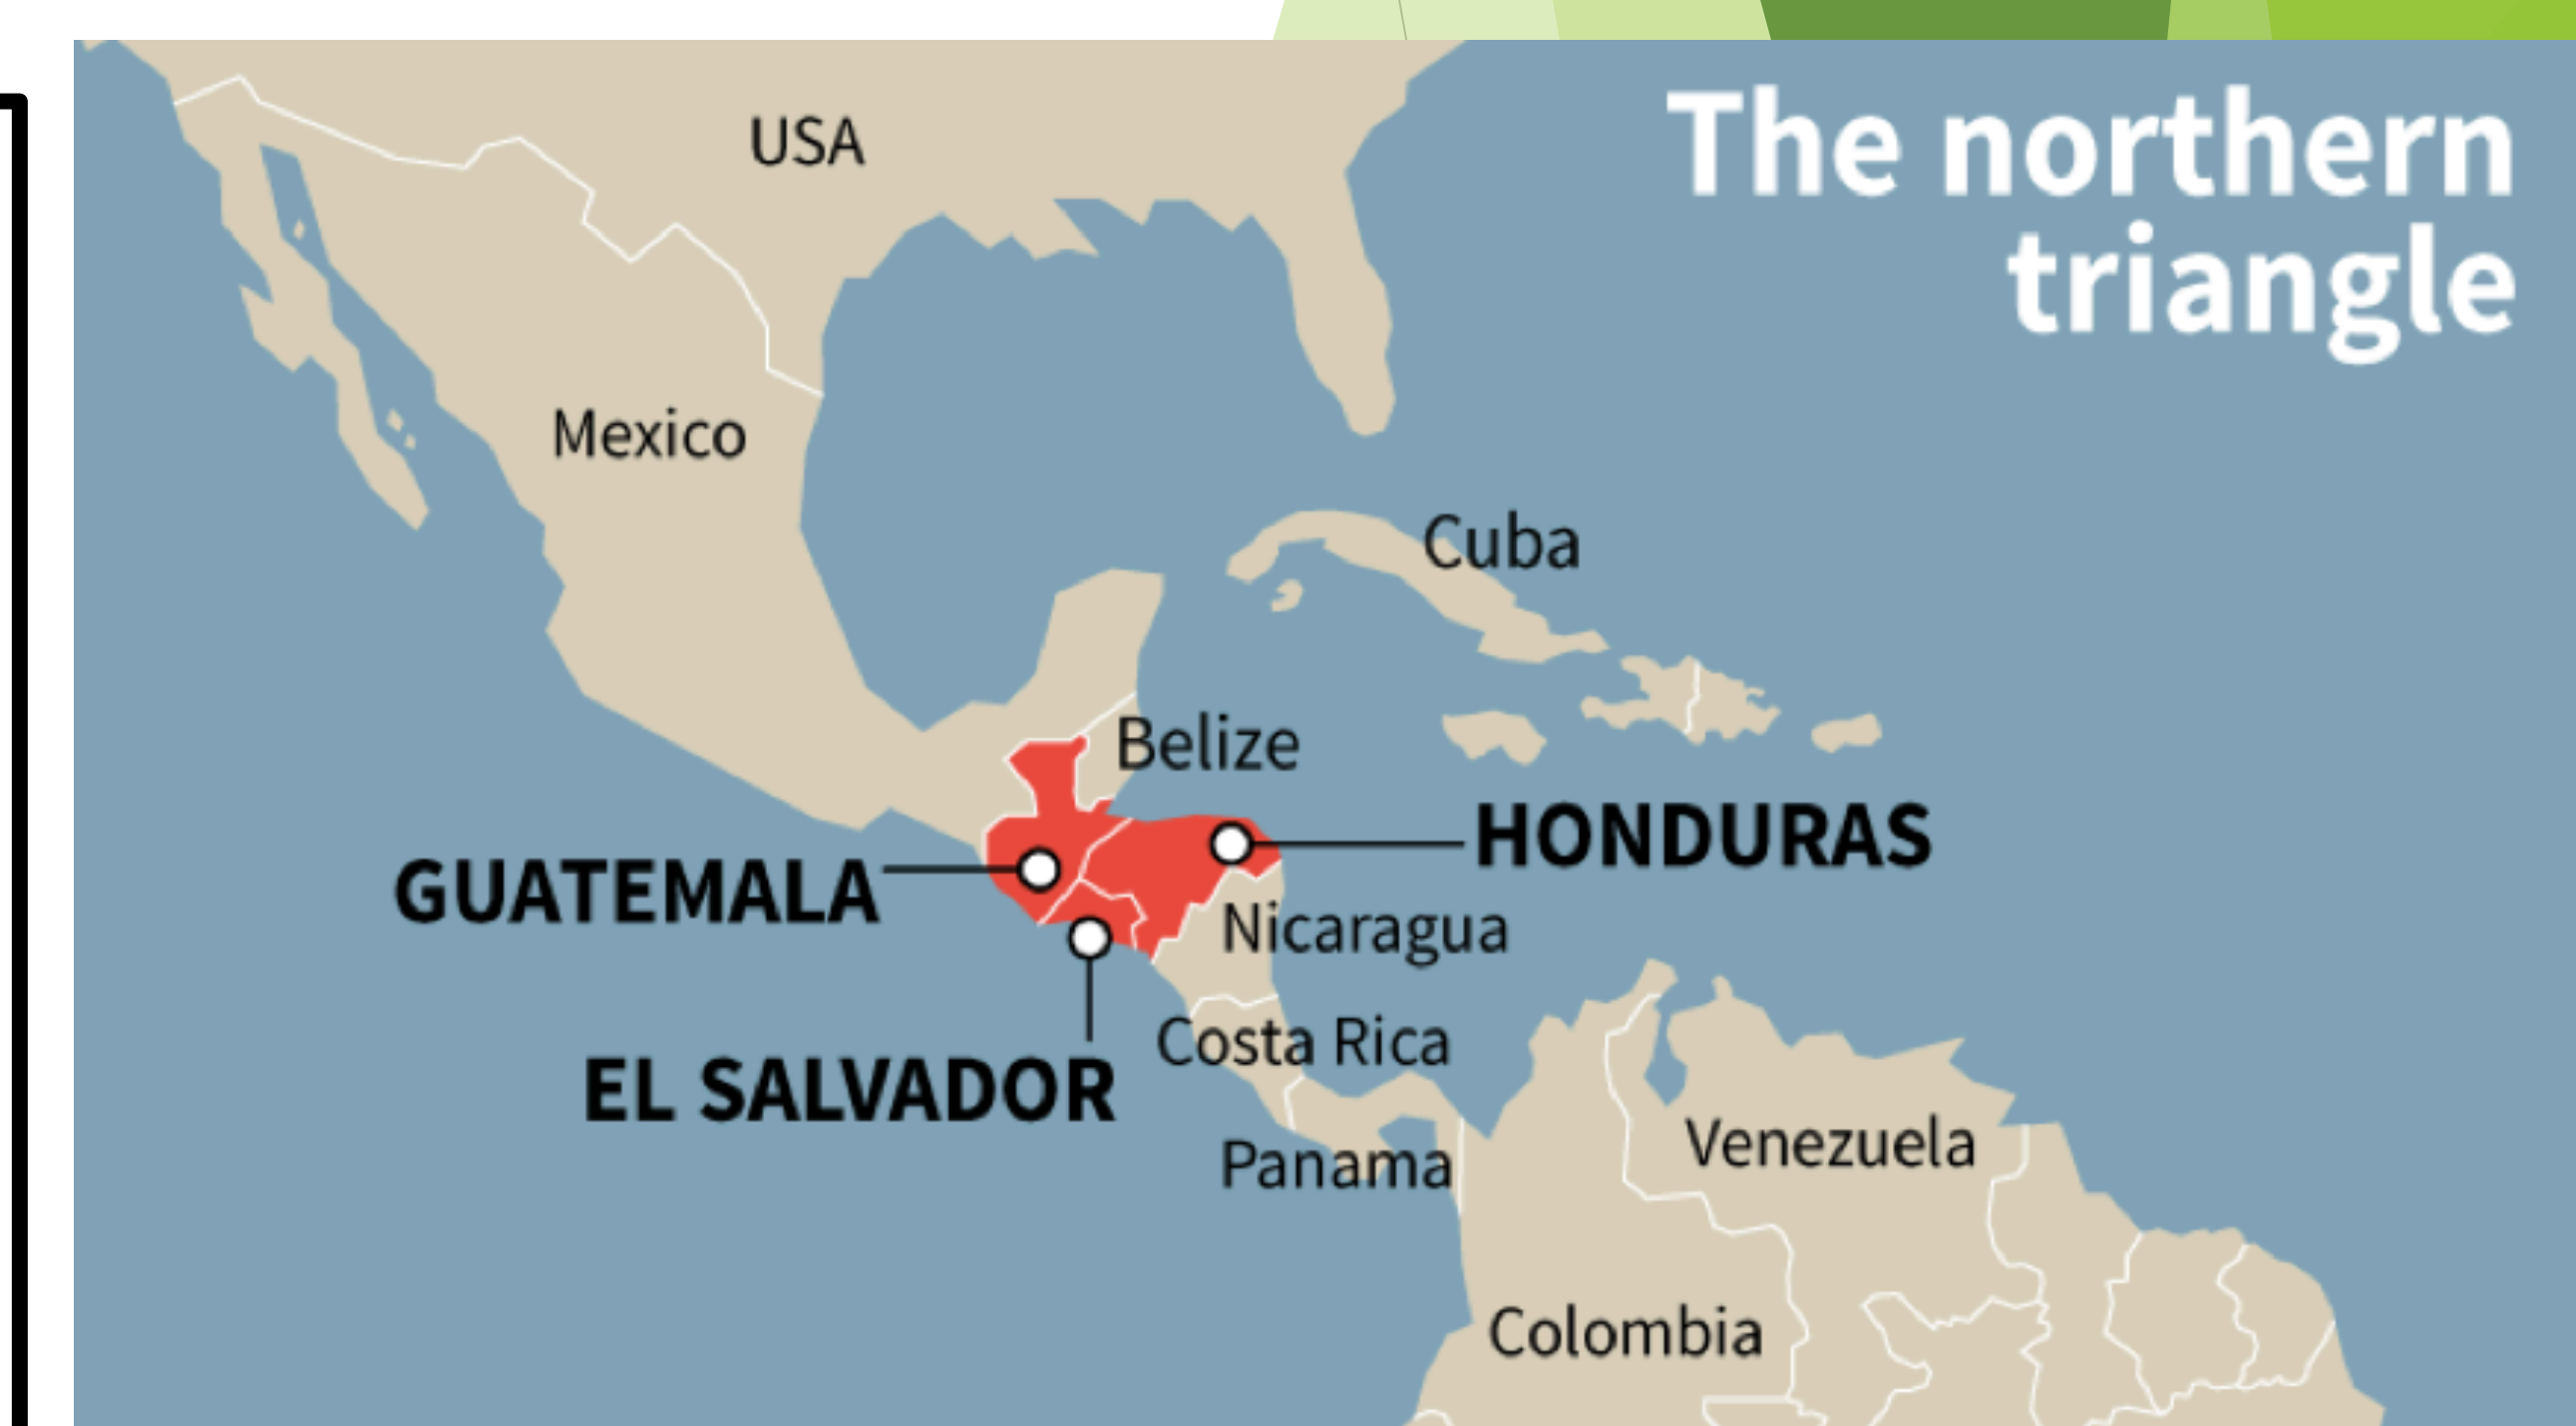 The northern
triangle
USA
Mexico
Cuba
Belize
HONDURAS
GUATEMALA
Nicaragua
EL SALVADOR
Costa Rica
Panama
Venezuela
Colombia